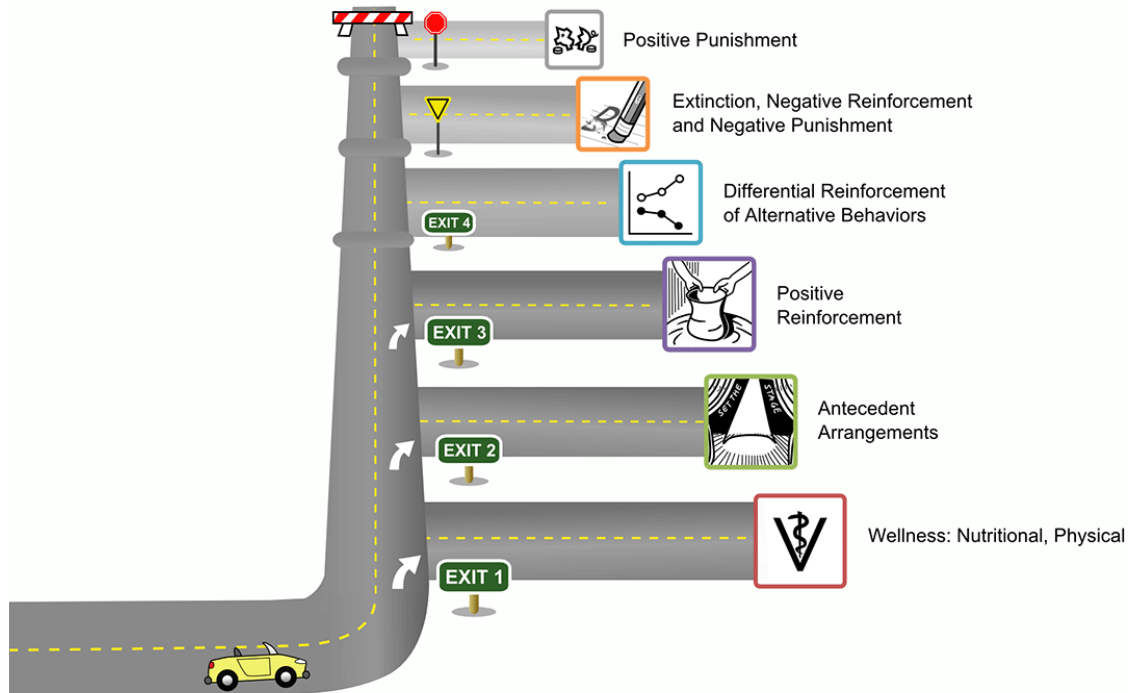 Positive Punishment
Extinction, Negative Reinforcement
and Negative Punishment
Differential Reinforcement
of Alternative Behaviors
EXIT 4
Positive
Reinforcement
EXIT 3
SET THE STAGE
Antecedent
Arrangements
EXIT 2
Wellness: Nutritional, Physical
V
EXIT 1